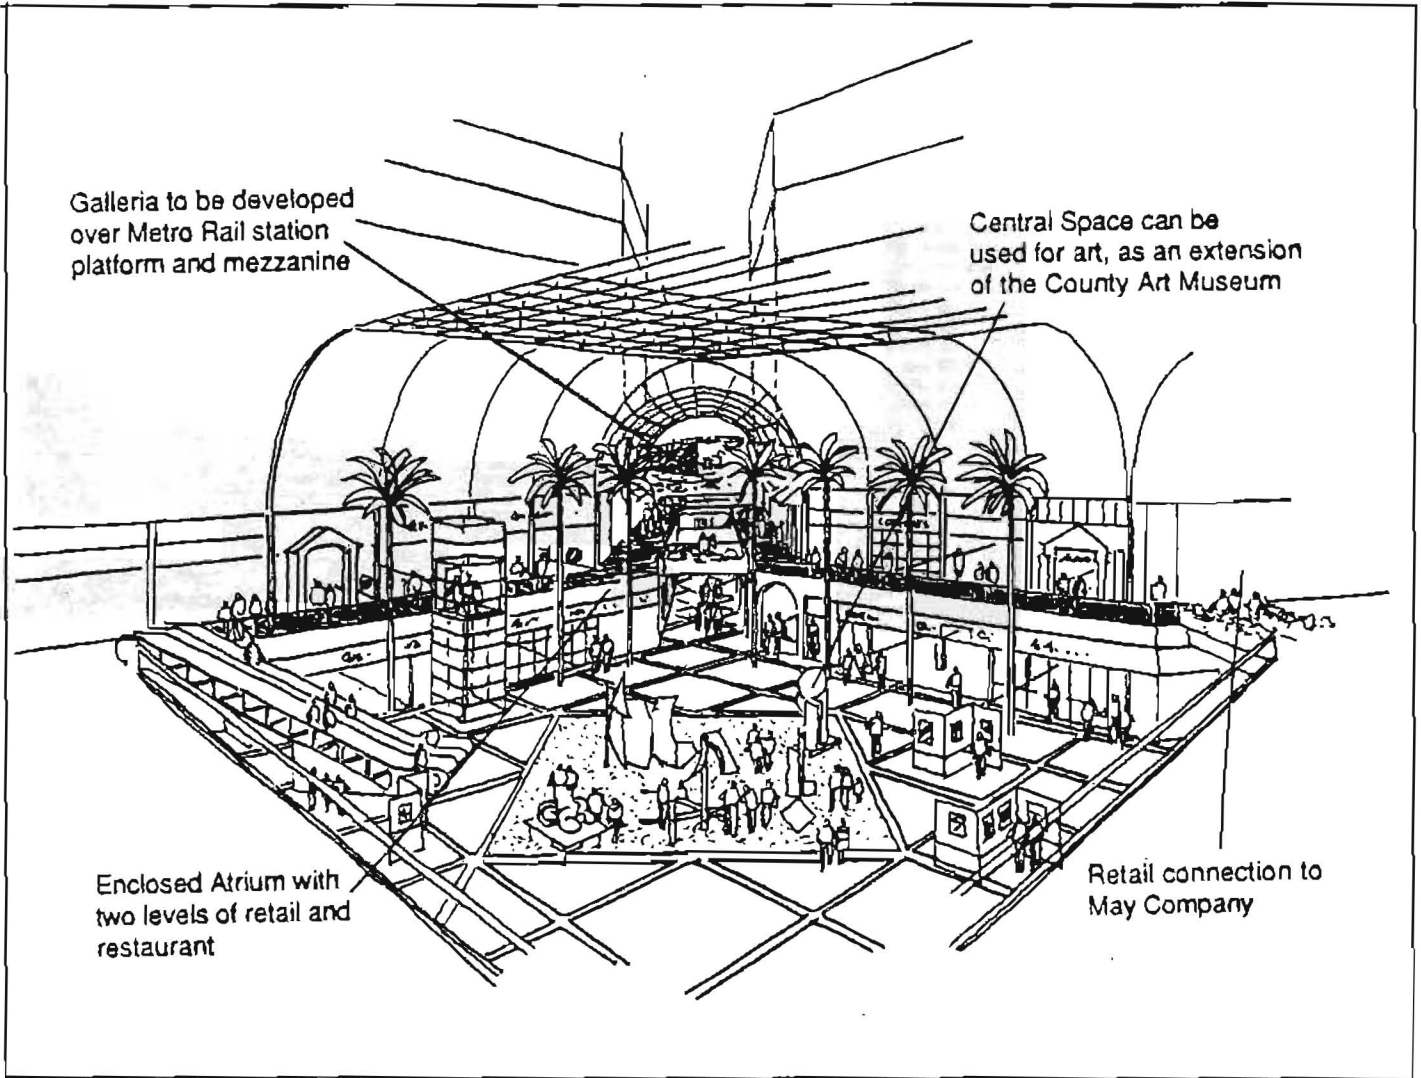 Galleria to be developed
over Metro Rail station
platform and mezzanine
Central Space can be
used for art, as an extension
of the County Art Museum
Enclosed Atrium with
two levels of retail and
restaurant
Retail connection to
May Company